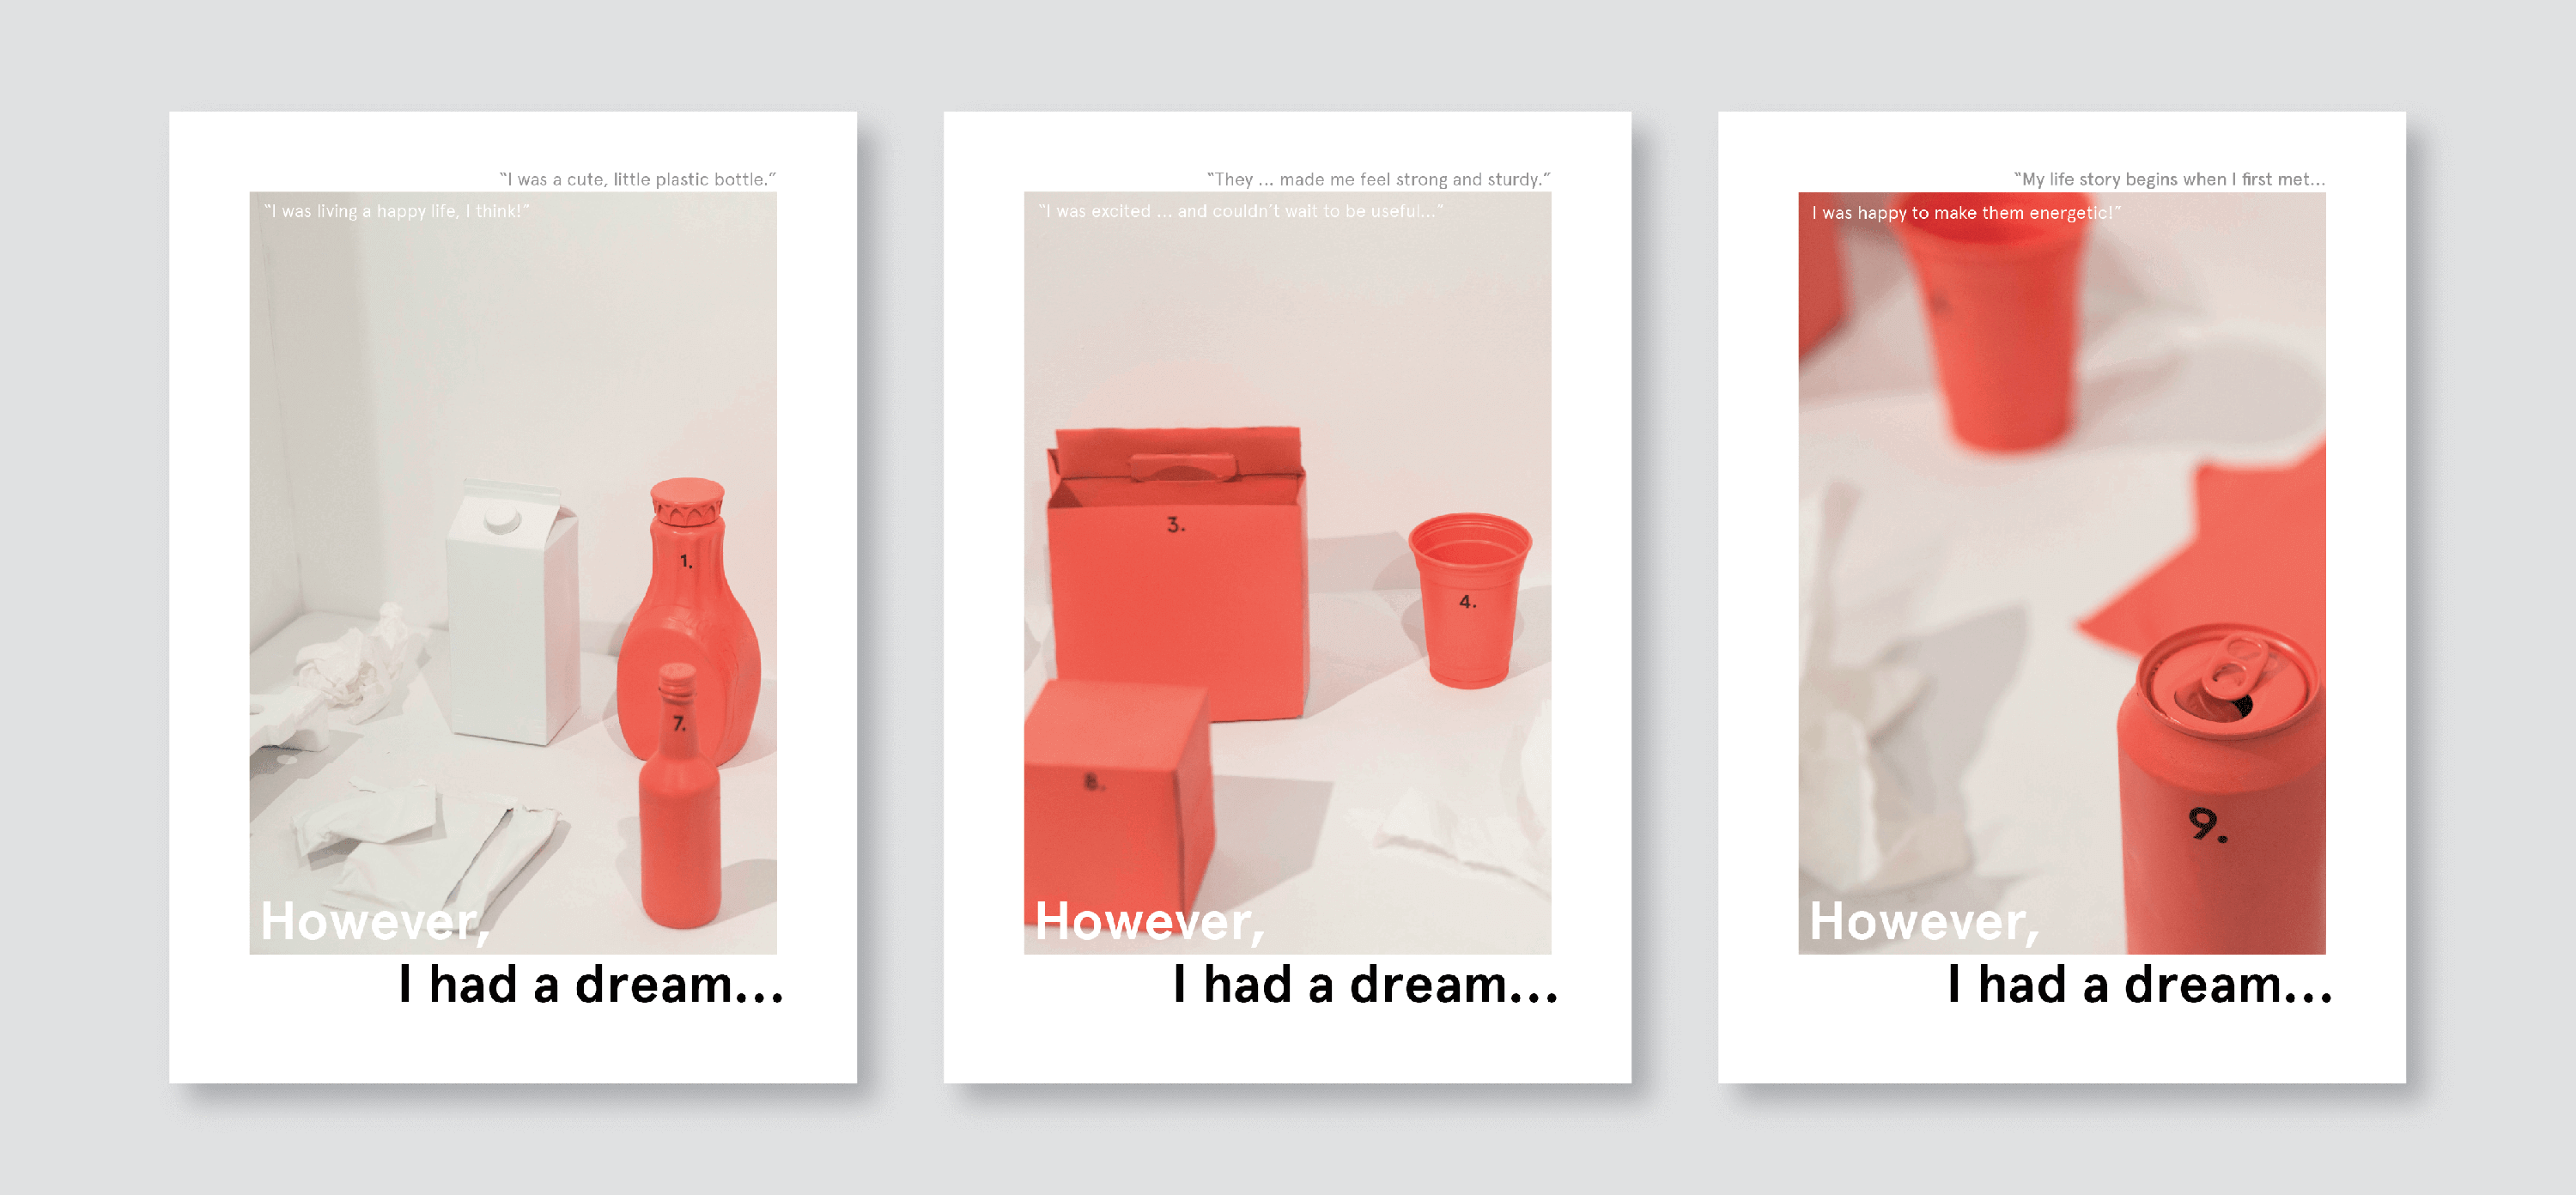 “I was a cute, little plastic bottle.”
“I was living a happy life, I think!”
1.
7.
However,
I had a dream...
“They ... made me feel strong and sturdy.”
“I was excited ... and couldn’t wait to be useful...”
3.
4.
8.
However,
I had a dream...
“My life story begins when I first met...
I was happy to make them energetic!”
9.
However,
I had a dream...